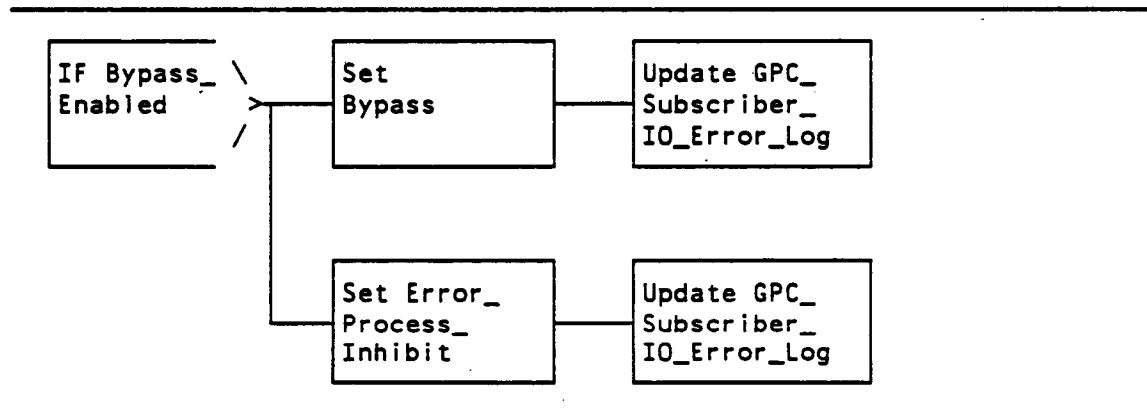 IF Bypass_
Enabled
Set
Bypass
Update GPC_
Subscriber_
IO_Error_Log
Set Error_
Process_
Inhibit
Update GPC_
Subscriber_
IO_Error_Log